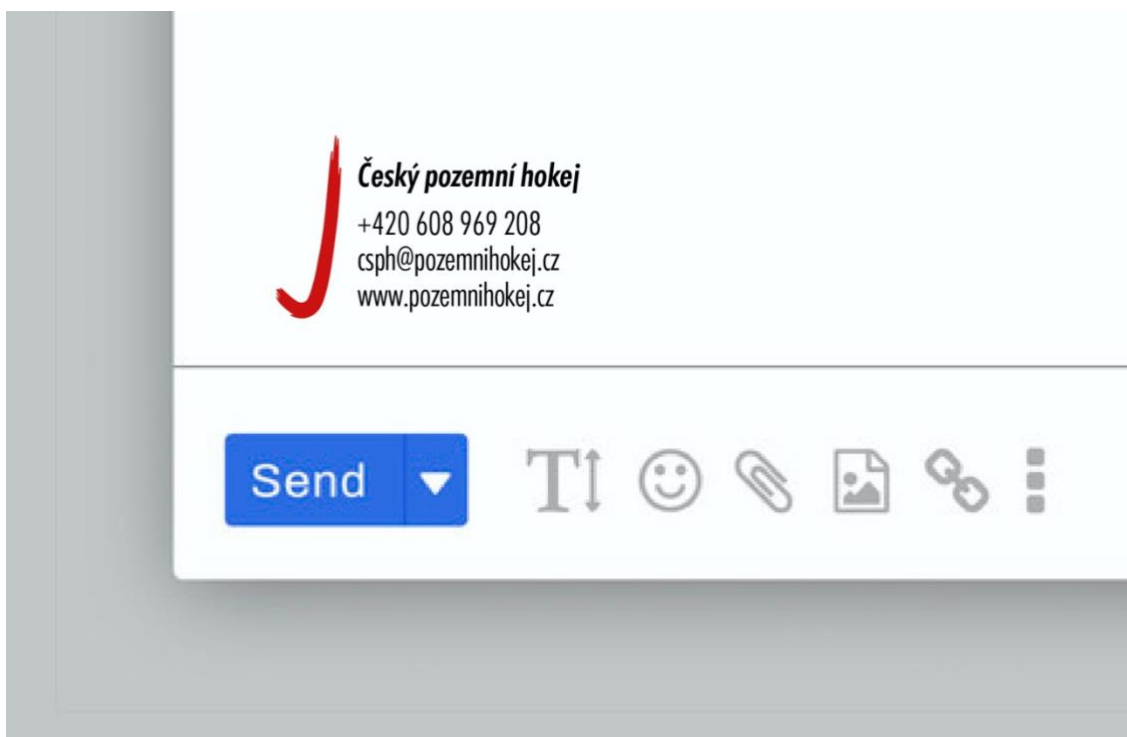 Český pozemní hokej
+420 608 969 208
csph@pozemnihokej.cz
www.pozemnihokej.cz
Send